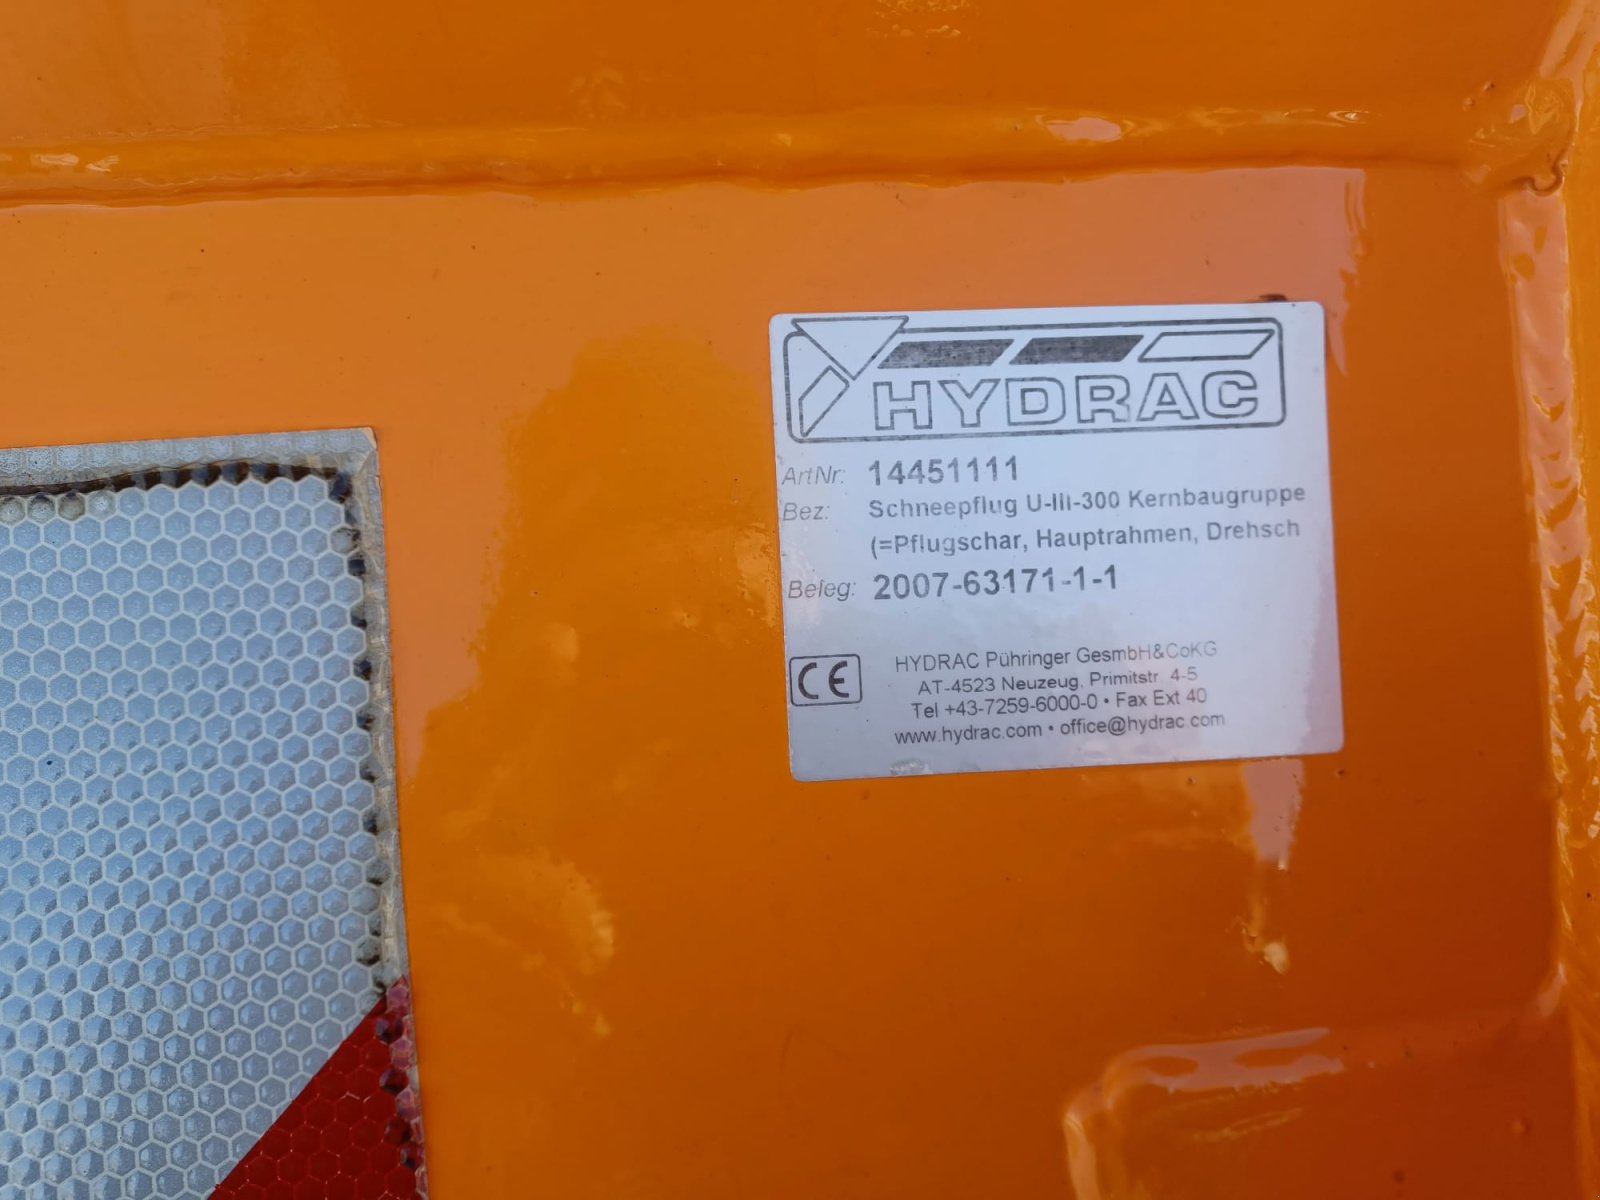 HYDRAC
ArtNr: 14451111
Bez: Schneepflug U-III-300 Kernbaugruppe
(=Pflugschar, Hauptrahmen, Drehsch
Beleg: 2007-63171-1-1
CE
HYDRAC Pühringer GesmbH&CoKG
AT-4523 Neuzeug, Primitstr. 4-5
Tel +43-7259-6000-0 • Fax Ext 40
www.hydrac.com • office@hydrac.com